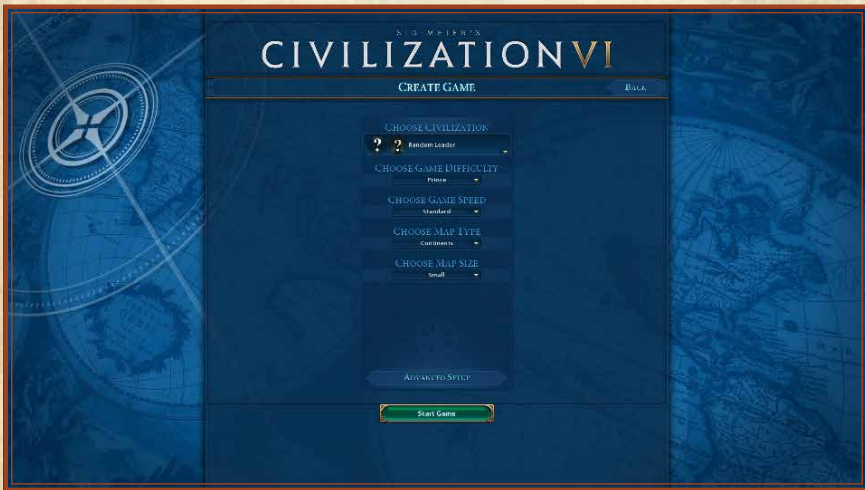 SID MEIER'S
CIVILIZATION VI
CREATE GAME
BACK
CHOOSE CIVILIZATION
? ? Random Leader
CHOOSE GAME DIFFICULTY
Prince
CHOOSE GAME SPEED
Standard
CHOOSE MAP TYPE
Continents
CHOOSE MAP SIZE
Small
ADVANCED SETUP
Start Game